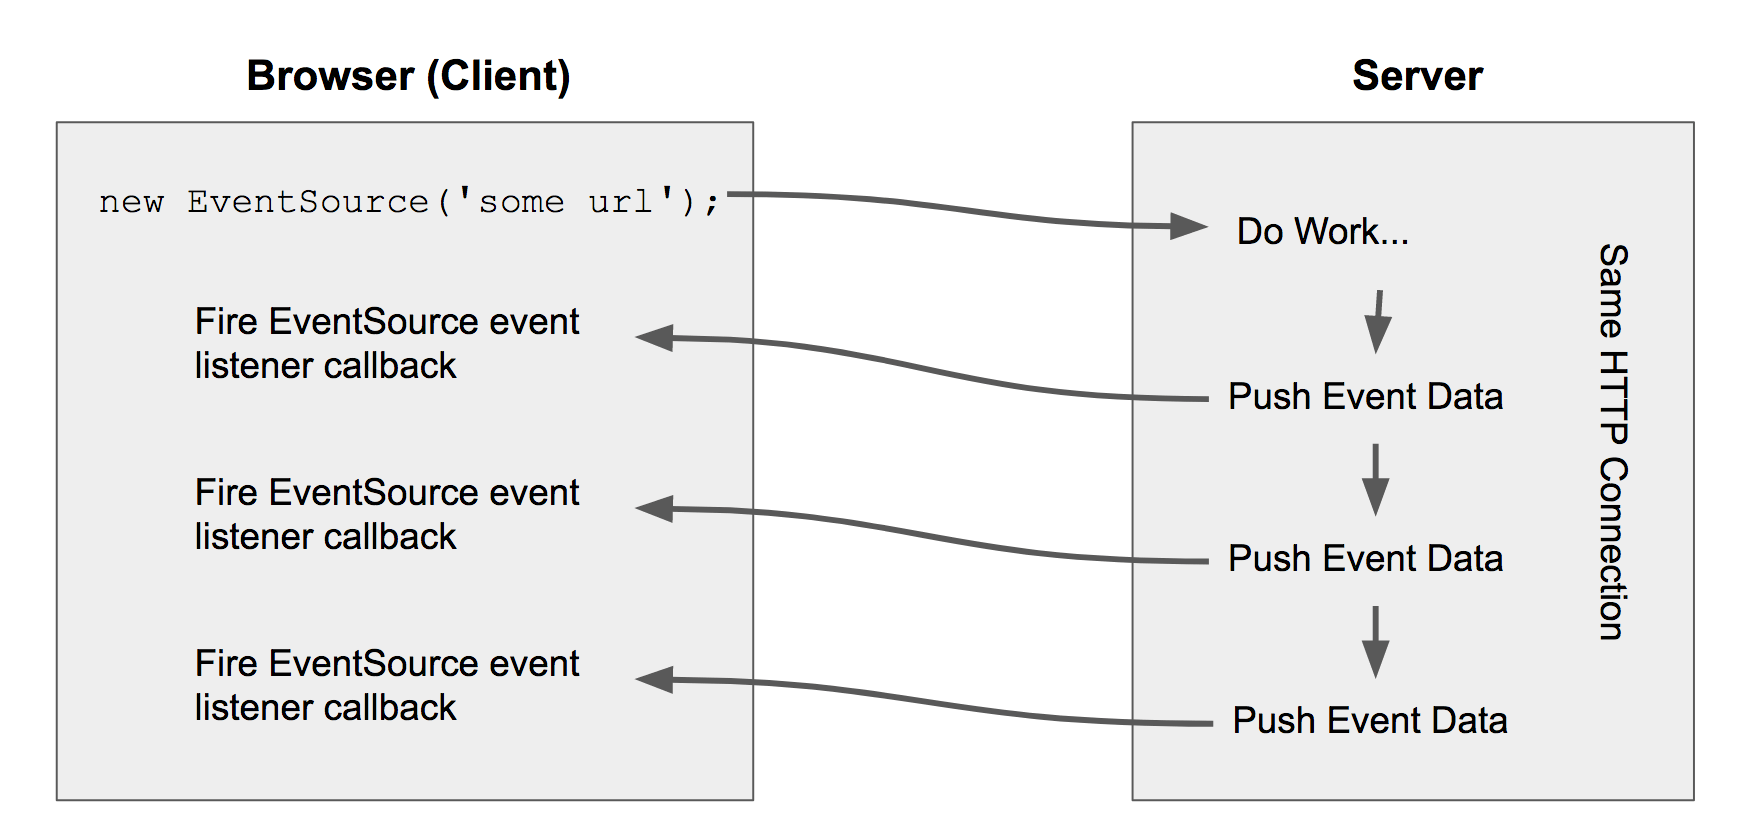 Browser (Client)
Server
new EventSource('some url');
Do Work...
Fire EventSource event
listener callback
Push Event Data
Fire EventSource event
listener callback
Push Event Data
Fire EventSource event
listener callback
Push Event Data
Same HTTP Connection